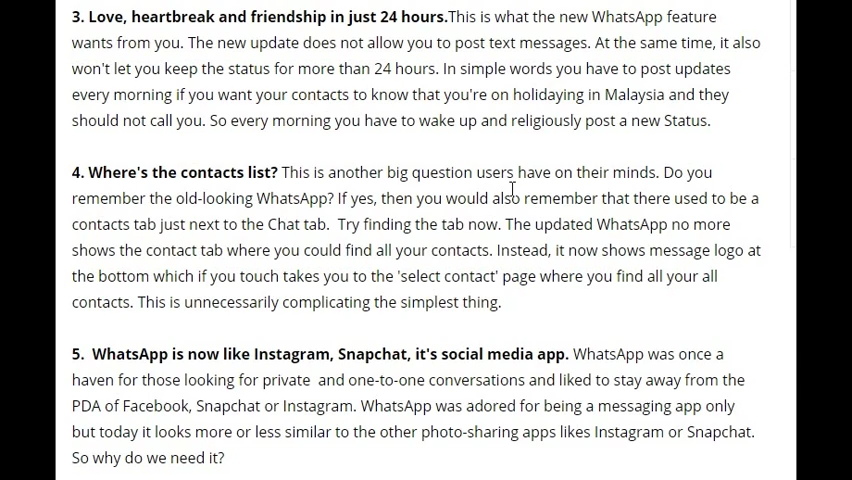 3. Love, heartbreak and friendship in just 24 hours.This is what the new WhatsApp feature
wants from you. The new update does not allow you to post text messages. At the same time, it also
won't let you keep the status for more than 24 hours. In simple words you have to post updates
every morning if you want your contacts to know that you're on holidaying in Malaysia and they
should not call you. So every morning you have to wake up and religiously post a new Status.
4. Where's the contacts list? This is another big question users have on their minds. Do you
remember the old-looking WhatsApp? If yes, then you would also remember that there used to be a
contacts tab just next to the Chat tab.  Try finding the tab now. The updated WhatsApp no more
shows the contact tab where you could find all your contacts. Instead, it now shows message logo at
the bottom which if you touch takes you to the 'select contact' page where you find all your all
contacts. This is unnecessarily complicating the simplest thing.
5.  WhatsApp is now like Instagram, Snapchat, it's social media app. WhatsApp was once a
haven for those looking for private  and one-to-one conversations and liked to stay away from the
PDA of Facebook, Snapchat or Instagram. WhatsApp was adored for being a messaging app only
but today it looks more or less similar to the other photo-sharing apps likes Instagram or Snapchat.
So why do we need it?